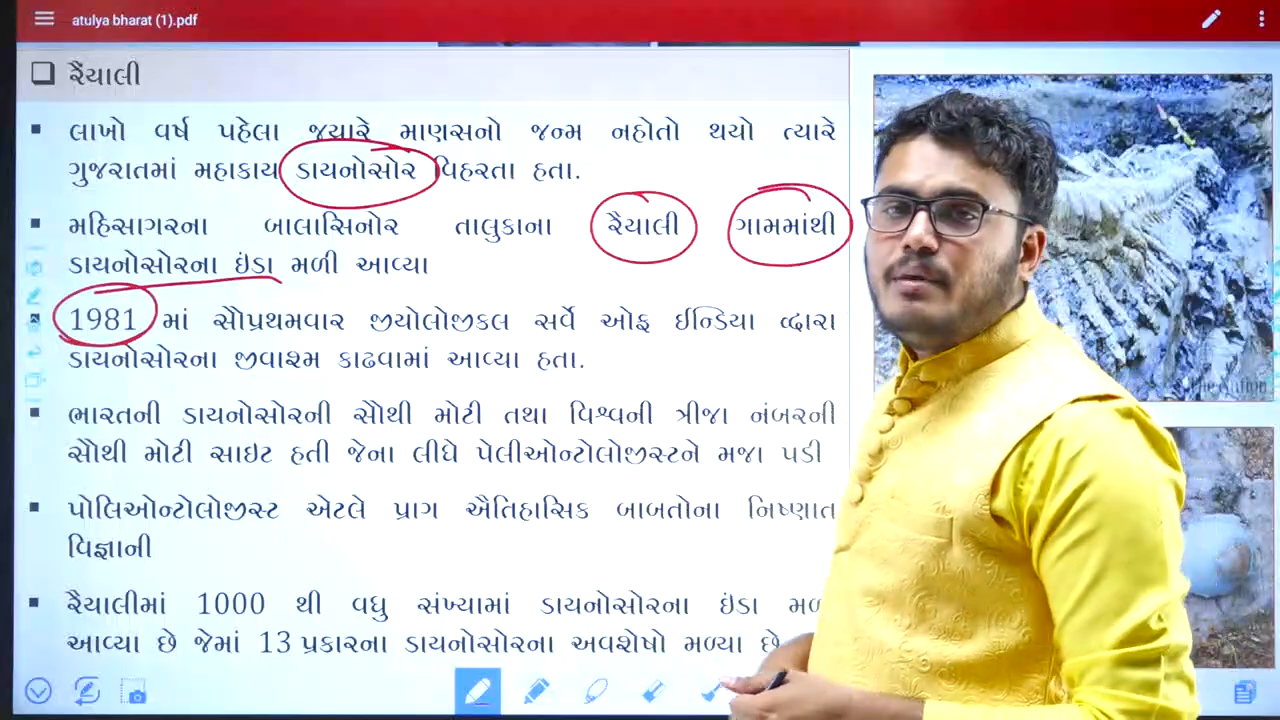 atulya bharat (1).pdf
રૈંયાલી
લાખો વર્ષ પહેલા જ્યારે માણસનો જન્મ નહોતો થયો ત્યારે
ગુજરાતમાં મહાકાય ડાયનોસોર વિહરતા હતા.
મહિસાગરના બાલાસિનોર તાલુકાના રૈયાલી ગામમાંથી
ડાયનોસોરના ઇંડા મળી આવ્યા
1981 માં સૌપ્રથમવાર જીયોલોજીકલ સર્વે ઓફ ઈન્ડિયા દ્વારા
ડાયનોસોરના જીવાશ્મ કાઢવામાં આવ્યા હતા.
ભારતની ડાયનોસોરની સૌથી મોટી તથા વિશ્વની ત્રીજા નંબરની
સૌથી મોટી સાઇટ હતી જેના લીધે પેલીઓન્ટોલોજીસ્ટને મજા પડી
પોલિઓન્ટોલોજીસ્ટ એટલે પ્રાગ ઐતિહાસિક બાબતોના નિષ્ણાત
વિજ્ઞાની
રૈયાલીમાં 1000 થી વધુ સંખ્યામાં ડાયનોસોરના ઇંડા
આવ્યા છે જેમાં 13 પ્રકારના ડાયનોસોરના અવશેષો મળ્યા છે